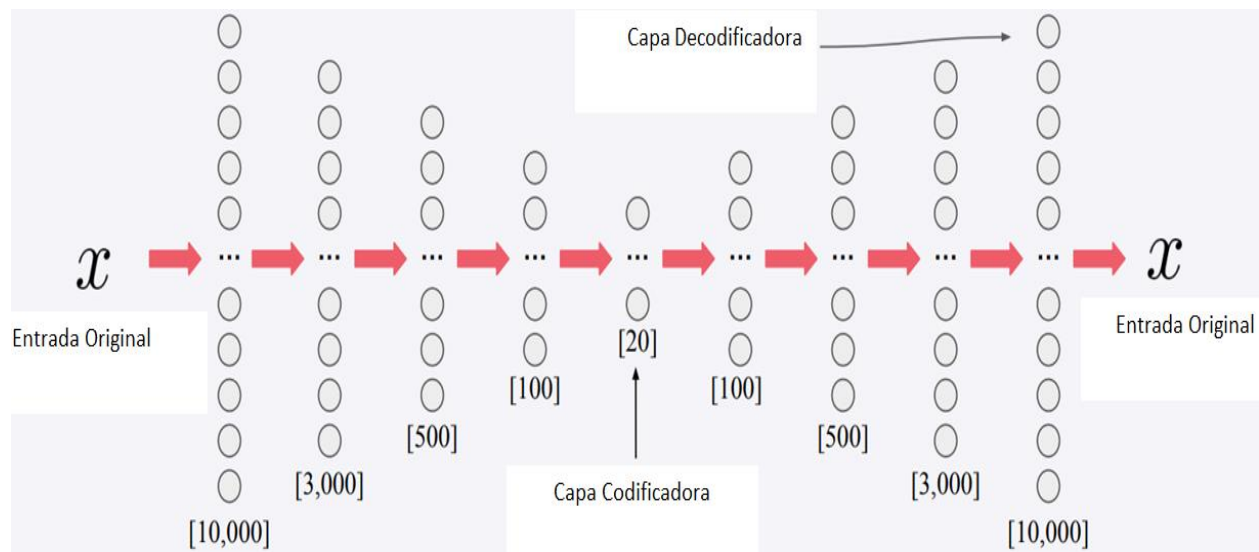 Capa Decodificadora
x
... ... ... ... ... ... ... ... ...
x
Entrada Original
Entrada Original
[20]
[100]
[100]
[500]
[500]
[3,000]
[3,000]
Capa Codificadora
[10,000]
[10,000]